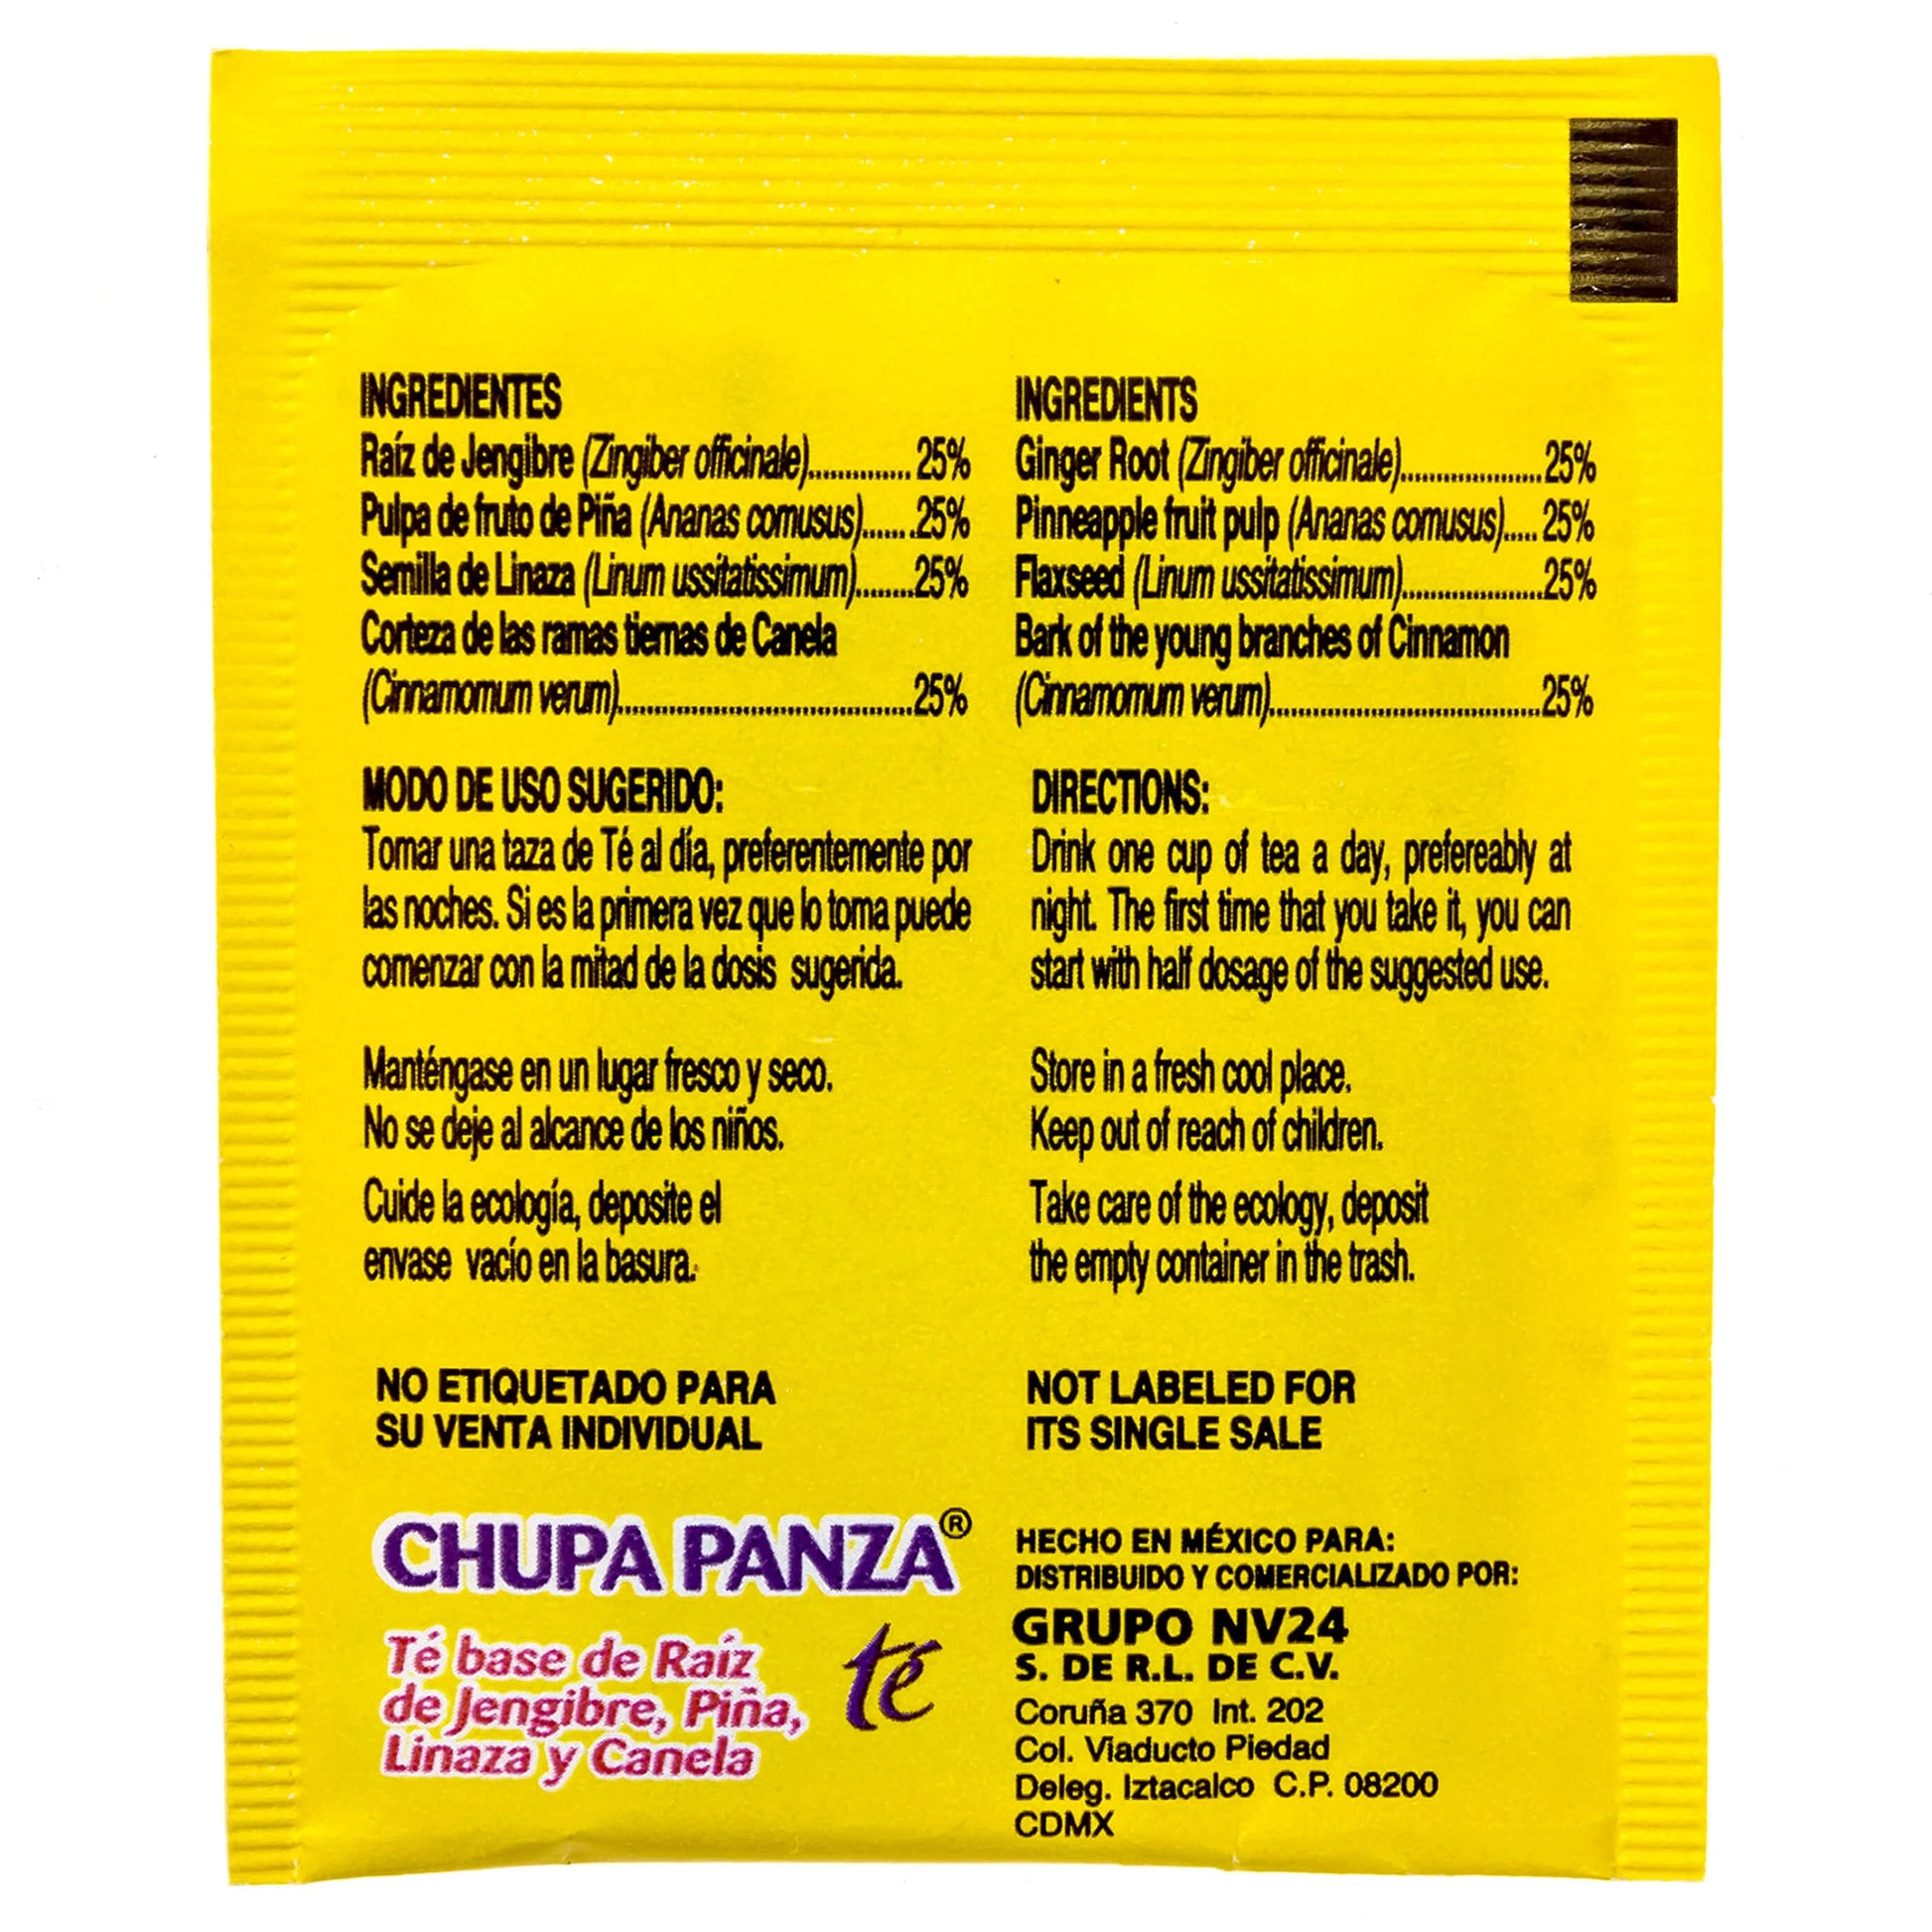 INGREDIENTES
Raíz de Jengibre (Zingiber officinale)..............25%
Pulpa de fruto de Piña (Ananas comusus).......25%
Semilla de Linaza (Linum ussitatissimum)........25%
Corteza de las ramas tiernas de Canela
(Cinnamomum verum).......................................25%
MODO DE USO SUGERIDO:
Tomar una taza de Té al día, preferentemente por
las noches. Si es la primera vez que lo toma puede
comenzar con la mitad de la dosis sugerida.
Manténgase en un lugar fresco y seco.
No se deje al alcance de los niños.
Cuide la ecología, deposite el
envase vacío en la basura.
NO ETIQUETADO PARA
SU VENTA INDIVIDUAL
CHUPA PANZA®
Té base de Raíz
de Jengibre, Piña,
Linaza y Canela
té
INGREDIENTS
Ginger Root (Zingiber officinale)....................25%
Pinneapple fruit pulp (Ananas comusus).....25%
Flaxseed (Linum ussitatissimum)....................25%
Bark of the young branches of Cinnamon
(Cinnamomum verum)....................................25%
DIRECTIONS:
Drink one cup of tea a day, prefereably at
night. The first time that you take it, you can
start with half dosage of the suggested use.
Store in a fresh cool place.
Keep out of reach of children.
Take care of the ecology, deposit
the empty container in the trash.
NOT LABELED FOR
ITS SINGLE SALE
HECHO EN MÉXICO PARA:
DISTRIBUIDO Y COMERCIALIZADO POR:
GRUPO NV24
S. DE R.L. DE C.V.
Coruña 370 Int. 202
Col. Viaducto Piedad
Deleg. Iztacalco C.P. 08200
CDMX